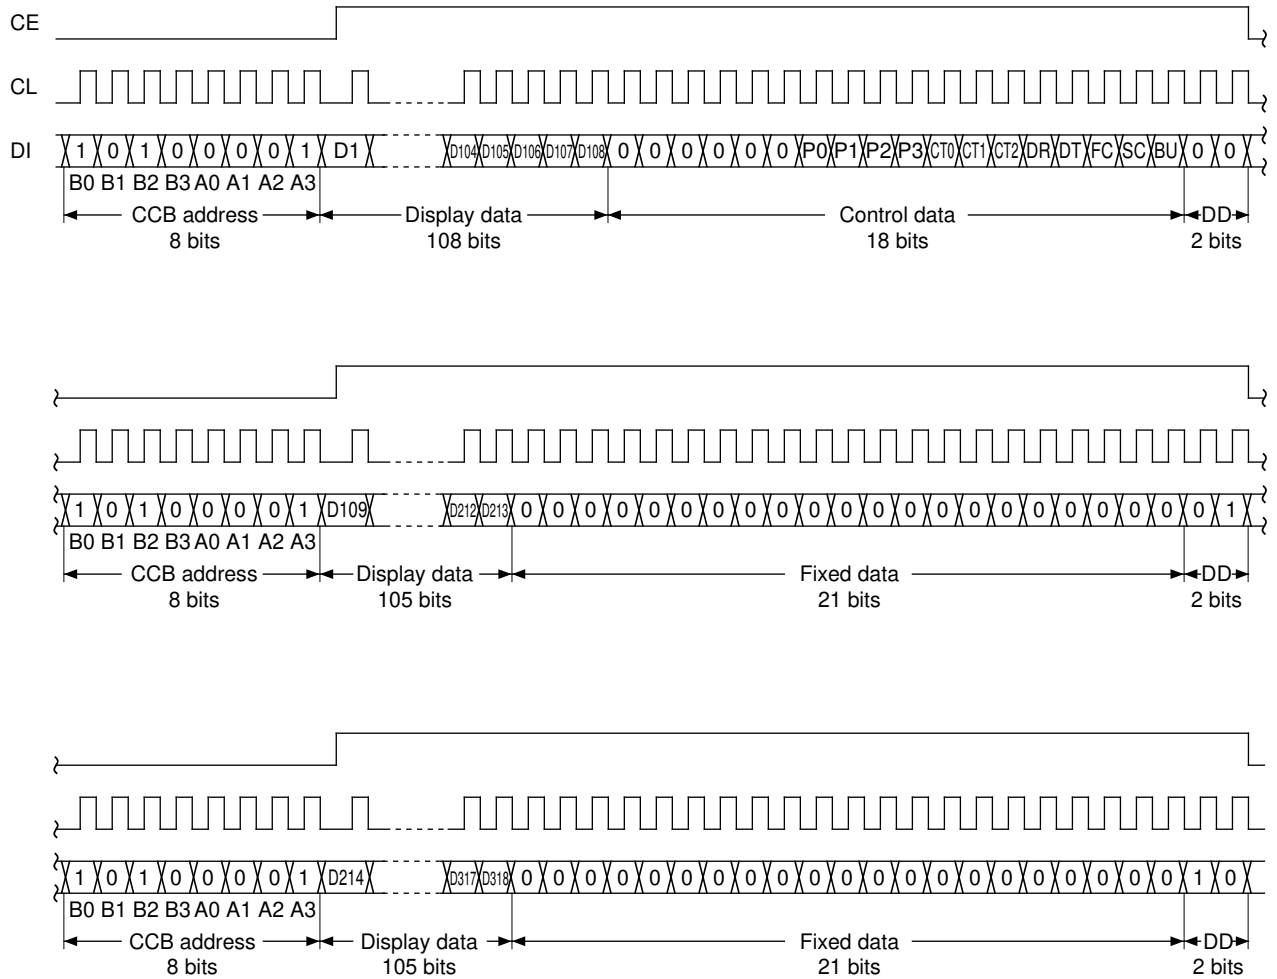 CE
CL
DI 1 0 1 0 0 0 0 1 D1 D104 D105 D106 D107 D108 0 0 0 0 0 0 P0 P1 P2 P3 CT0 CT1 CT2 DR DT FC SC BU 0 0
B0 B1 B2 B3 A0 A1 A2 A3
CCB address Display data Control data DD
8 bits 108 bits 18 bits 2 bits
1 0 1 0 0 0 0 1 D109 D212 D213 0 0 0 0 0 0 0 0 0 0 0 0 0 0 0 0 0 0 0 0 0 0 1
B0 B1 B2 B3 A0 A1 A2 A3
CCB address Display data Fixed data DD
8 bits 105 bits 21 bits 2 bits
1 0 1 0 0 0 0 1 D214 D317 D318 0 0 0 0 0 0 0 0 0 0 0 0 0 0 0 0 0 0 0 0 0 1 0
B0 B1 B2 B3 A0 A1 A2 A3
CCB address Display data Fixed data DD
8 bits 105 bits 21 bits 2 bits